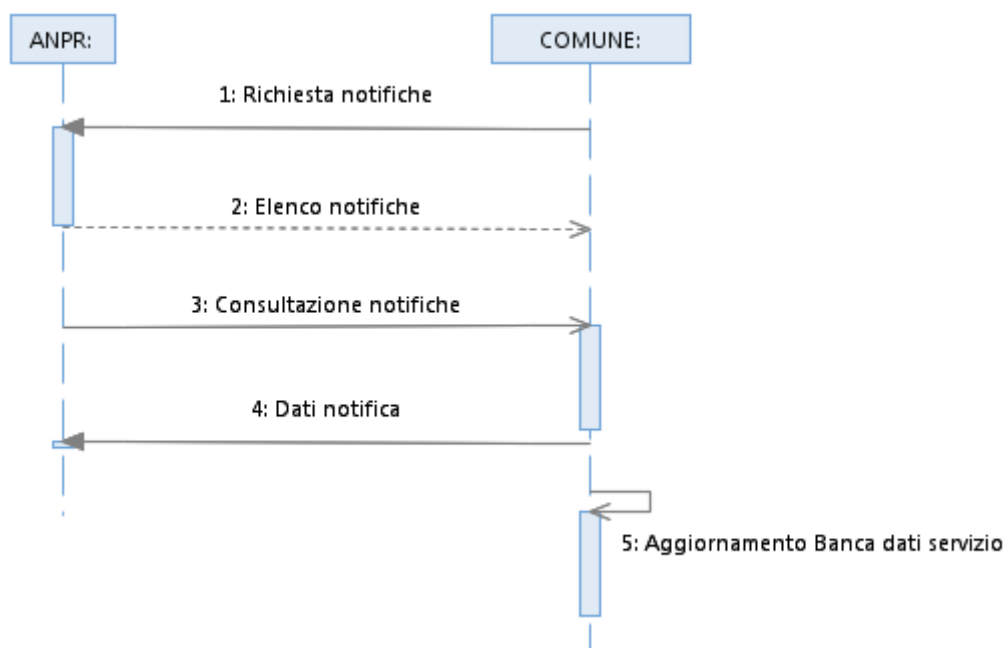 ANPR:
COMUNE:
1: Richiesta notifiche
2: Elenco notifiche
3: Consultazione notifiche
4: Dati notifica
5: Aggiornamento Banca dati servizio